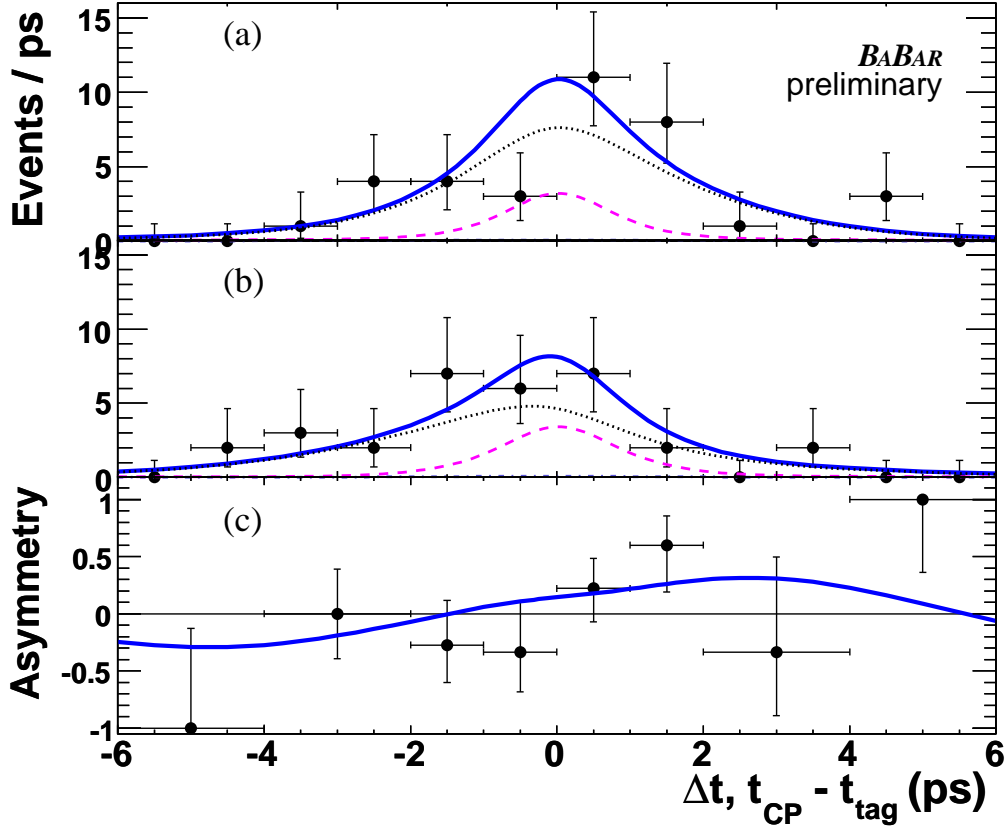 Events / ps
(a)
BABAR
preliminary
15
10
5
0
(b)
15
10
5
0
Asymmetry
(c)
1
0.5
0
-0.5
-1
-6 -4 -2 0 2 4 6
Δt, tCP - ttag (ps)